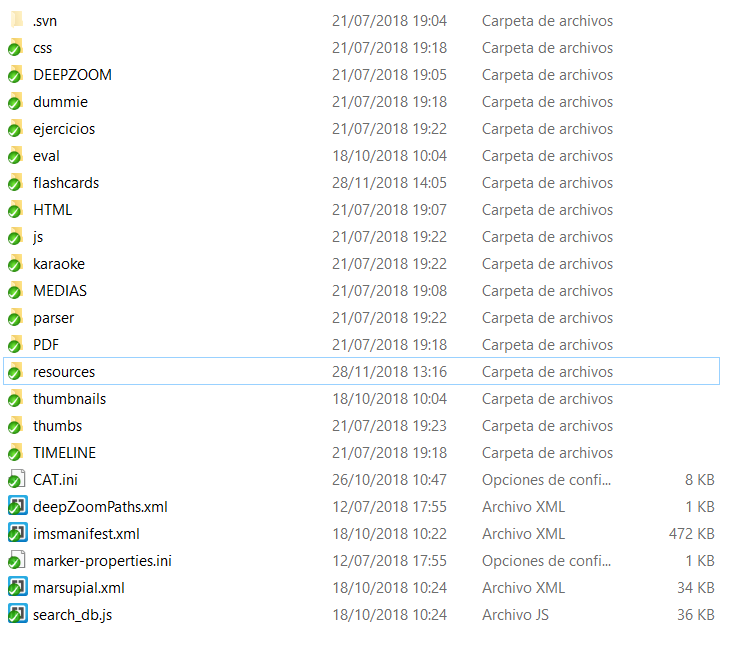 .svn 21/07/2018 19:04 Carpeta de archivos
css 21/07/2018 19:18 Carpeta de archivos
DEEPZOOM 21/07/2018 19:05 Carpeta de archivos
dummie 21/07/2018 19:18 Carpeta de archivos
ejercicios 21/07/2018 19:22 Carpeta de archivos
eval 18/10/2018 10:04 Carpeta de archivos
flashcards 28/11/2018 14:05 Carpeta de archivos
HTML 21/07/2018 19:07 Carpeta de archivos
js 21/07/2018 19:22 Carpeta de archivos
karaoke 21/07/2018 19:22 Carpeta de archivos
MEDIAS 21/07/2018 19:08 Carpeta de archivos
parser 21/07/2018 19:22 Carpeta de archivos
PDF 21/07/2018 19:18 Carpeta de archivos
resources 28/11/2018 13:16 Carpeta de archivos
thumbnails 18/10/2018 10:04 Carpeta de archivos
thumbs 21/07/2018 19:23 Carpeta de archivos
TIMELINE 21/07/2018 19:18 Carpeta de archivos
CAT.ini 26/10/2018 10:47 Opciones de confi... 8 KB
deepZoomPaths.xml 12/07/2018 17:55 Archivo XML 1 KB
imsmanifest.xml 18/10/2018 10:22 Archivo XML 472 KB
marker-properties.ini 12/07/2018 17:55 Opciones de confi... 1 KB
marsupial.xml 18/10/2018 10:24 Archivo XML 34 KB
search_db.js 18/10/2018 10:24 Archivo JS 36 KB